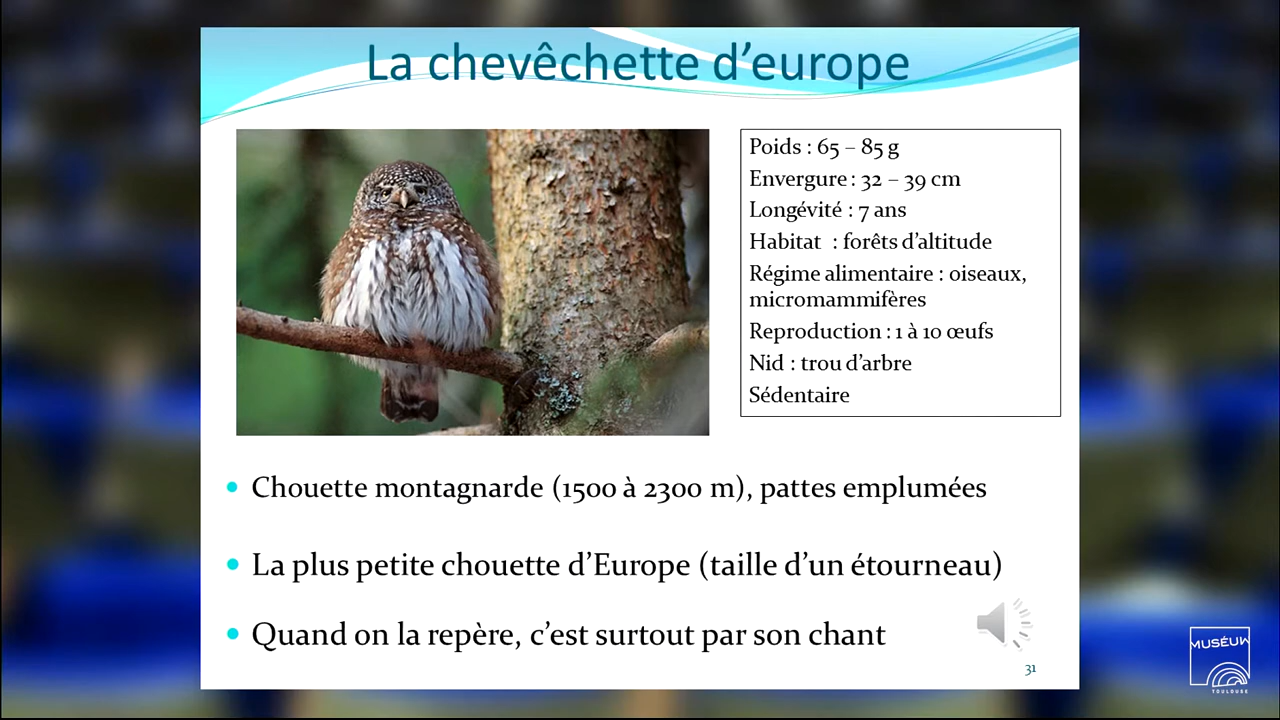 La chevêchette d'europe
Poids : 65 – 85 g
Envergure : 32 – 39 cm
Longévité : 7 ans
Habitat : forêts d'altitude
Régime alimentaire : oiseaux,
micromammifères
Reproduction : 1 à 10 œufs
Nid : trou d'arbre
Sédentaire
• Chouette montagnarde (1500 à 2300 m), pattes emplumées
• La plus petite chouette d'Europe (taille d'un étourneau)
• Quand on la repère, c'est surtout par son chant
31
MUSÉUM
TOULOUSE